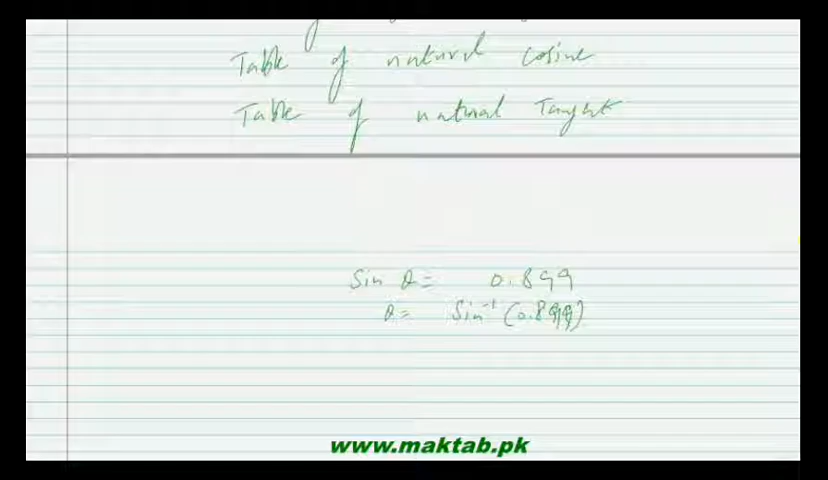 Table of natural cosine
Table of natural Tangent
Sin θ = 0.899
θ = Sin⁻¹ (0.899)
www.maktab.pk